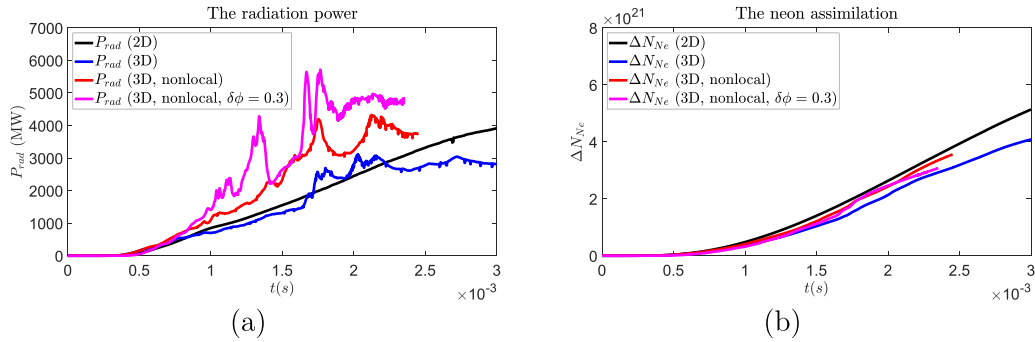 The radiation power
7000
6000
5000
4000
3000
2000
1000
0
P_rad (MW)
P_rad (2D)
P_rad (3D)
P_rad (3D, nonlocal)
P_rad (3D, nonlocal, δϕ = 0.3)
0 0.5 1 1.5 2 2.5 3
t(s)
×10⁻³
(a)
The neon assimilation
×10²¹
8
6
4
2
0
ΔN_Ne
ΔN_Ne (2D)
ΔN_Ne (3D)
ΔN_Ne (3D, nonlocal)
ΔN_Ne (3D, nonlocal, δϕ = 0.3)
0 0.5 1 1.5 2 2.5 3
t(s)
×10⁻³
(b)